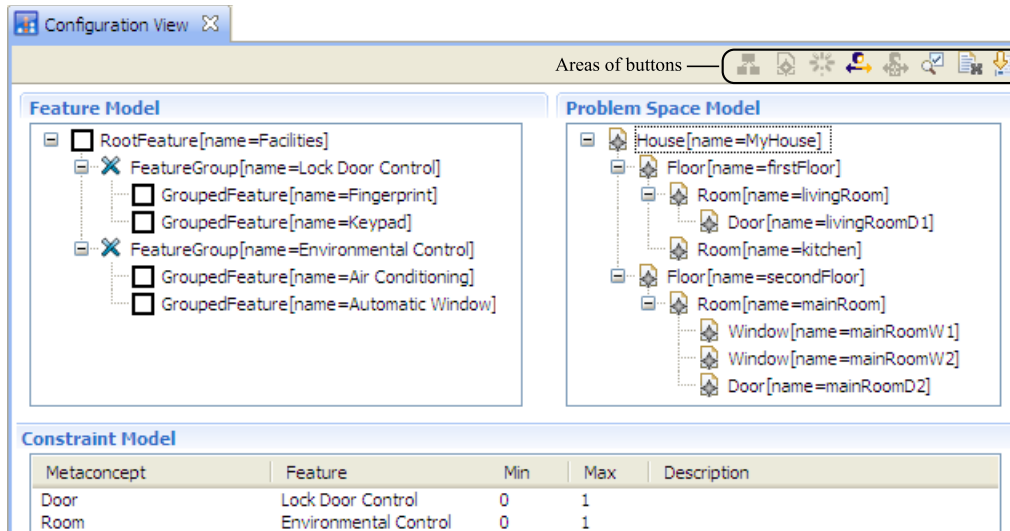 Configuration View
Areas of buttons
Feature Model
RootFeature[name=Facilities]
FeatureGroup[name=Lock Door Control]
GroupedFeature[name=Fingerprint]
GroupedFeature[name=Keypad]
FeatureGroup[name=Environmental Control]
GroupedFeature[name=Air Conditioning]
GroupedFeature[name=Automatic Window]
Problem Space Model
House[name=MyHouse]
Floor[name=firstFloor]
Room[name=livingRoom]
Door[name=livingRoomD1]
Room[name=kitchen]
Floor[name=secondFloor]
Room[name=mainRoom]
Window[name=mainRoomW1]
Window[name=mainRoomW2]
Door[name=mainRoomD2]
Constraint Model
Metaconcept Feature Min Max Description
Door Lock Door Control 0 1
Room Environmental Control 0 1